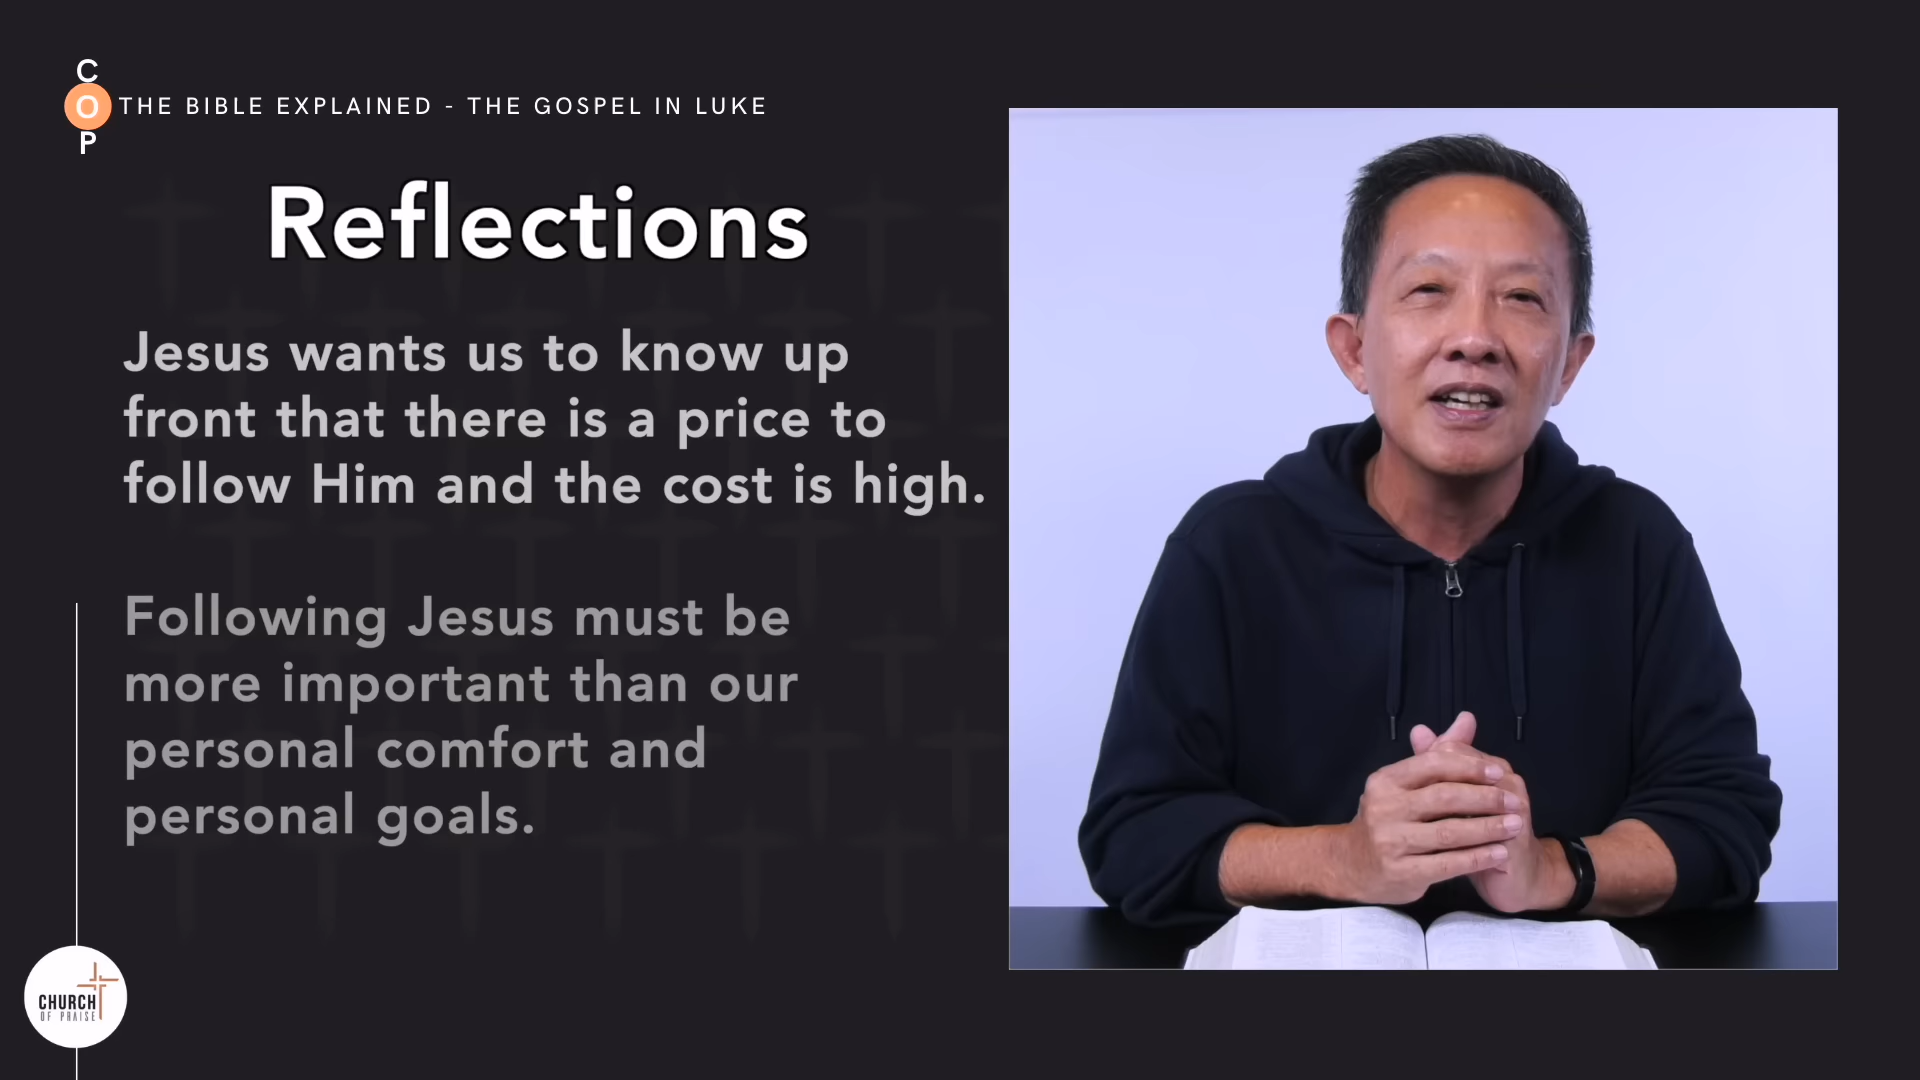 C
O
P
THE BIBLE EXPLAINED - THE GOSPEL IN LUKE
Reflections
Jesus wants us to know up
front that there is a price to
follow Him and the cost is high.
Following Jesus must be
more important than our
personal comfort and
personal goals.
CHURCH
OF PRAISE